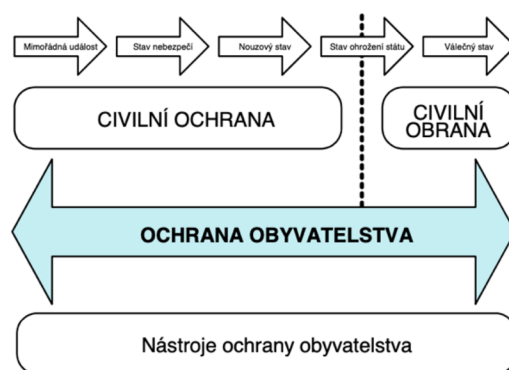 Mimořádná událost
Stav nebezpečí
Nouzový stav
Stav ohrožení státu
Válečný stav
CIVILNÍ OCHRANA
CIVILNÍ
OBRANA
OCHRANA OBYVATELSTVA
Nástroje ochrany obyvatelstva